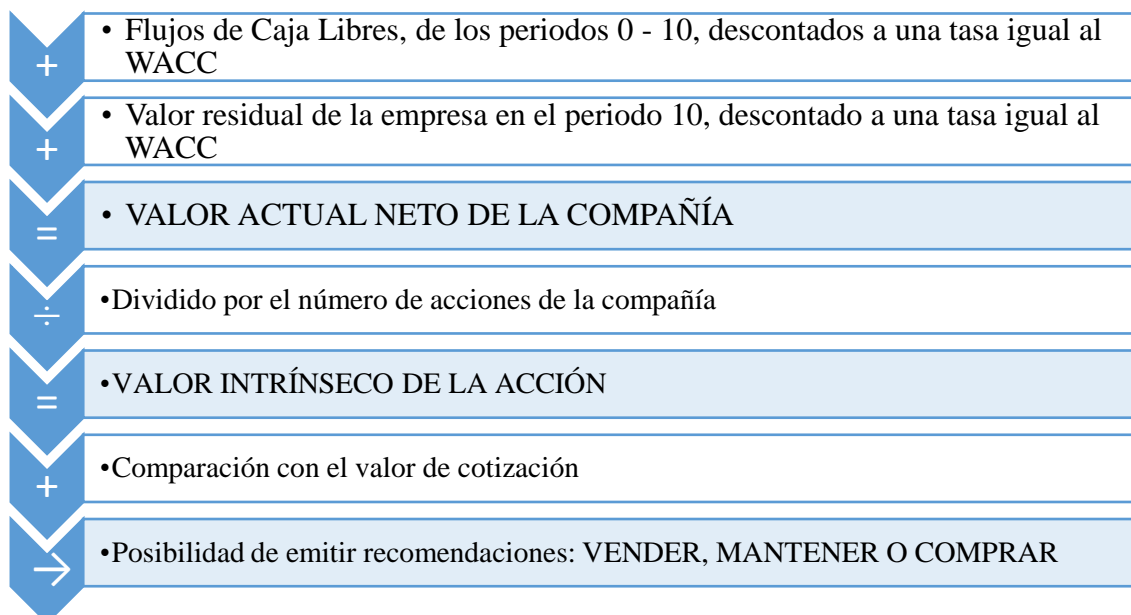 +
• Flujos de Caja Libres, de los periodos 0 - 10, descontados a una tasa igual al
WACC
+
• Valor residual de la empresa en el periodo 10, descontado a una tasa igual al
WACC
=
• VALOR ACTUAL NETO DE LA COMPAÑÍA
÷
•Dividido por el número de acciones de la compañía
=
•VALOR INTRÍNSECO DE LA ACCIÓN
+
•Comparación con el valor de cotización
→
•Posibilidad de emitir recomendaciones: VENDER, MANTENER O COMPRAR